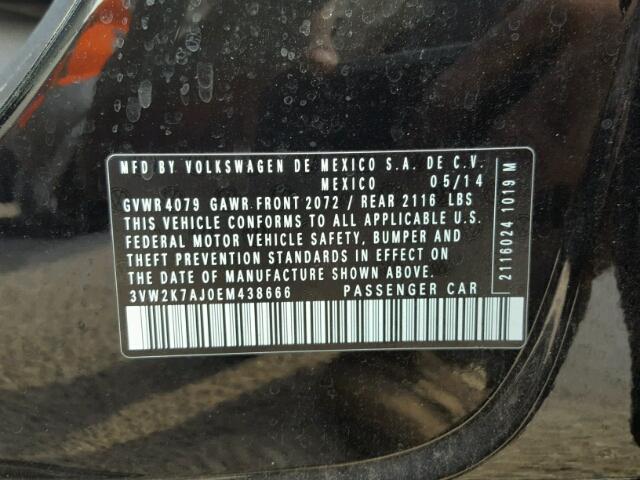 MFD BY VOLKSWAGEN DE MEXICO S.A. DE C.V.
MEXICO 05/14
GVWR 4079 GAWR FRONT 2072 / REAR 2116 LBS
THIS VEHICLE CONFORMS TO ALL APPLICABLE U.S.
FEDERAL MOTOR VEHICLE SAFETY, BUMPER AND
THEFT PREVENTION STANDARDS IN EFFECT ON
THE DATE OF MANUFACTURE SHOWN ABOVE.
3VW2K7AJ0EM438666 PASSENGER CAR
2116024 1019 M